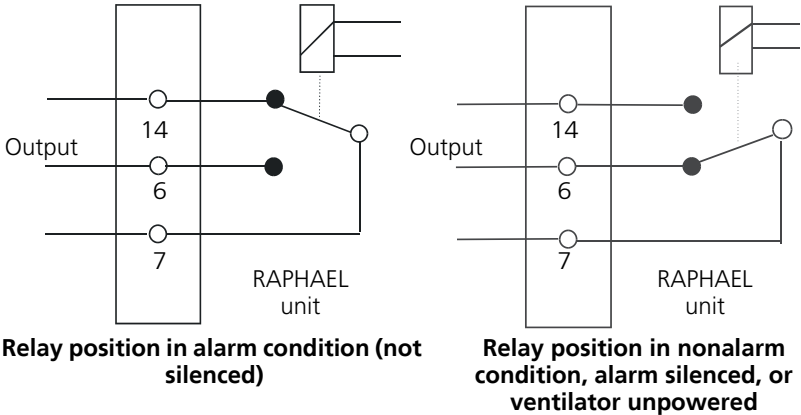 14
Output
6
7
RAPHAEL
unit
Relay position in alarm condition (not
silenced)
14
Output
6
7
RAPHAEL
unit
Relay position in nonalarm
condition, alarm silenced, or
ventilator unpowered